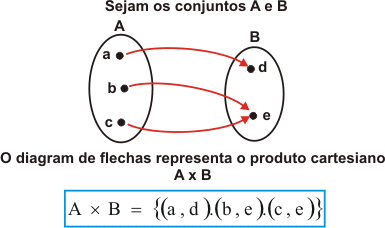 Sejam os conjuntos A e B
A
B
a
d
b
c
e
O diagram de flechas representa o produto cartesiano
A x B
A × B = {(a , d).(b , e).(c , e)}